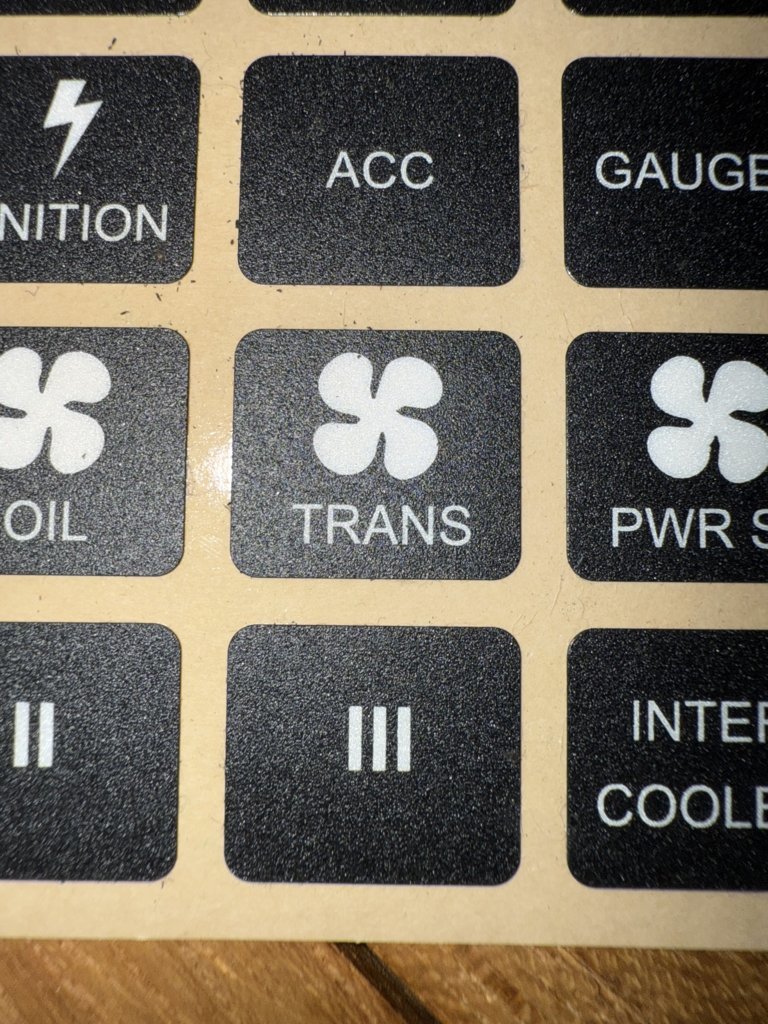 NITION
ACC
GAUGE
OIL
TRANS
PWR S
II
III
INTER
COOLE